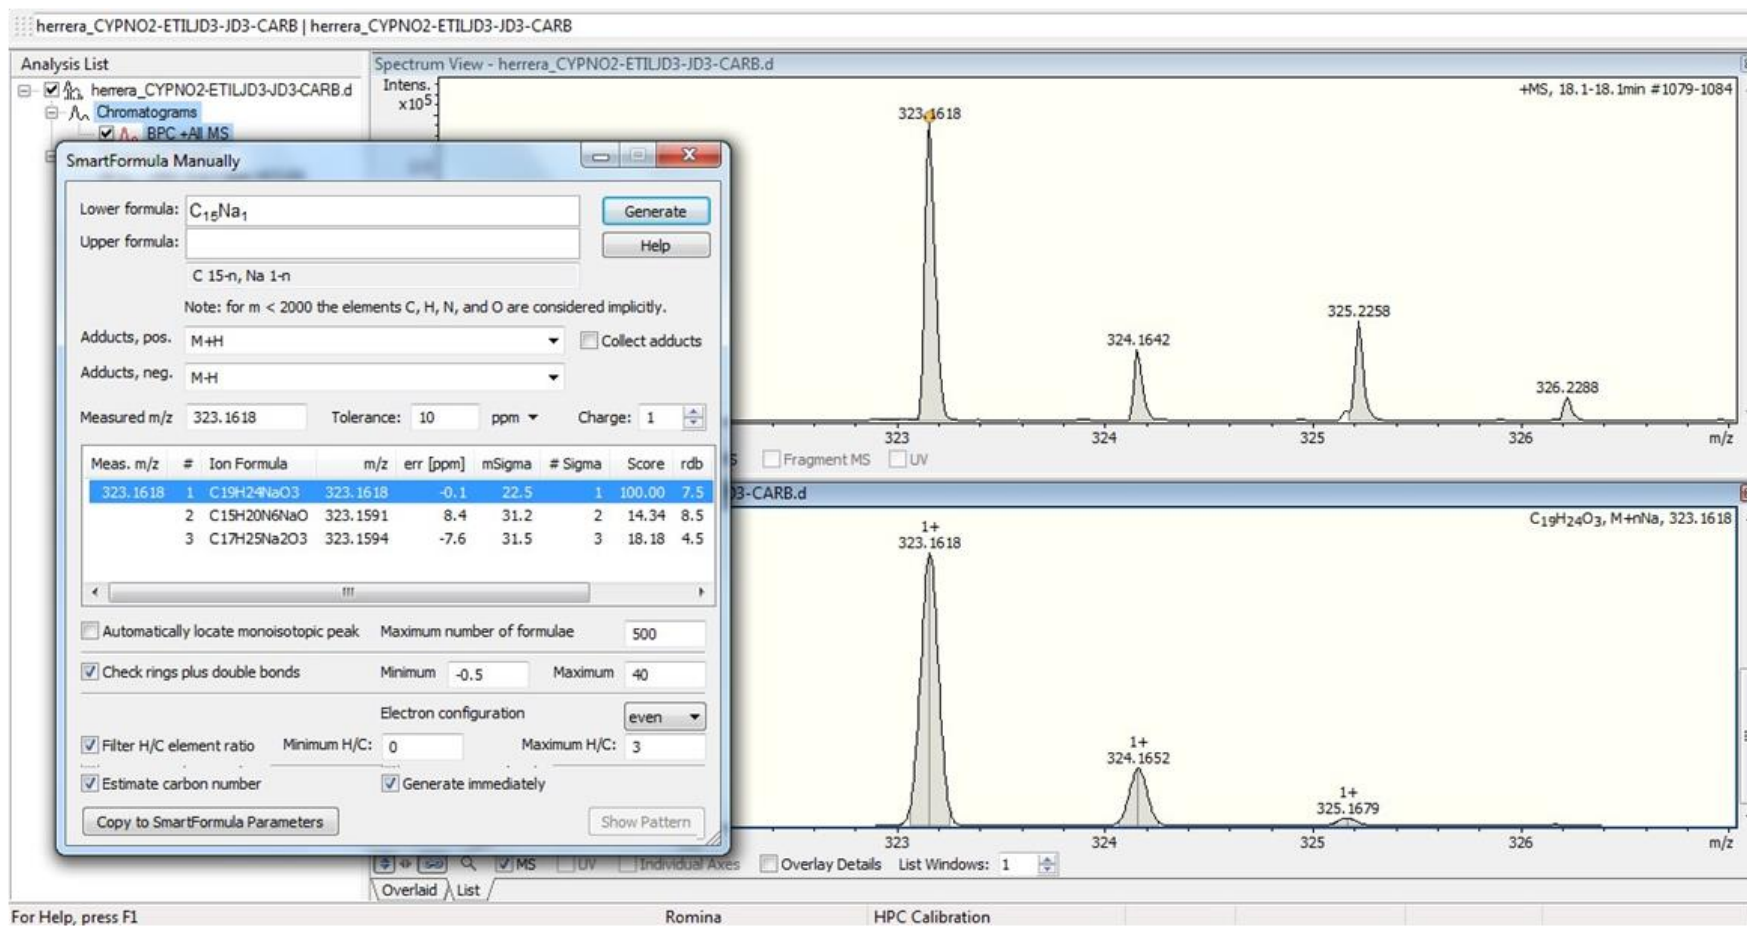 herrera_CYPNO2-ETILJD3-JD3-CARB | herrera_CYPNO2-ETILJD3-JD3-CARB
Analysis List
herrera_CYPNO2-ETILJD3-JD3-CARB.d
Chromatograms
BPC +All MS
Spectrum View - herrera_CYPNO2-ETILJD3-JD3-CARB.d
Intens.
x10⁵
+MS, 18.1-18.1min #1079-1084
323.1618
324.1642
325.2258
326.2288
323 324 325 326 m/z
Fragment MS UV
SmartFormula Manually
Lower formula: C₁₅Na₁ Generate
Upper formula: Help
C 15-n, Na 1-n
Note: for m < 2000 the elements C, H, N, and O are considered implicitly.
Adducts, pos. M+H Collect adducts
Adducts, neg. M-H
Measured m/z 323.1618 Tolerance: 10 ppm Charge: 1
Meas. m/z # Ion Formula m/z err [ppm] mSigma # Sigma Score rdb
323.1618 1 C19H24NaO3 323.1618 -0.1 22.5 1 100.00 7.5
2 C15H20N6NaO 323.1591 8.4 31.2 2 14.34 8.5
3 C17H25Na2O3 323.1594 -7.6 31.5 3 18.18 4.5
Automatically locate monoisotopic peak Maximum number of formulae 500
Check rings plus double bonds Minimum -0.5 Maximum 40
Electron configuration even
Filter H/C element ratio Minimum H/C: 0 Maximum H/C: 3
Estimate carbon number Generate immediately
Copy to SmartFormula Parameters Show Pattern
D3-CARB.d
C₁₉H₂₄O₃, M+nNa, 323.1618
1+
323.1618
1+
324.1652
1+
325.1679
323 324 325 326 m/z
MS UV Individual Axes Overlay Details List Windows: 1
Overlaid List
For Help, press F1 Romina HPC Calibration